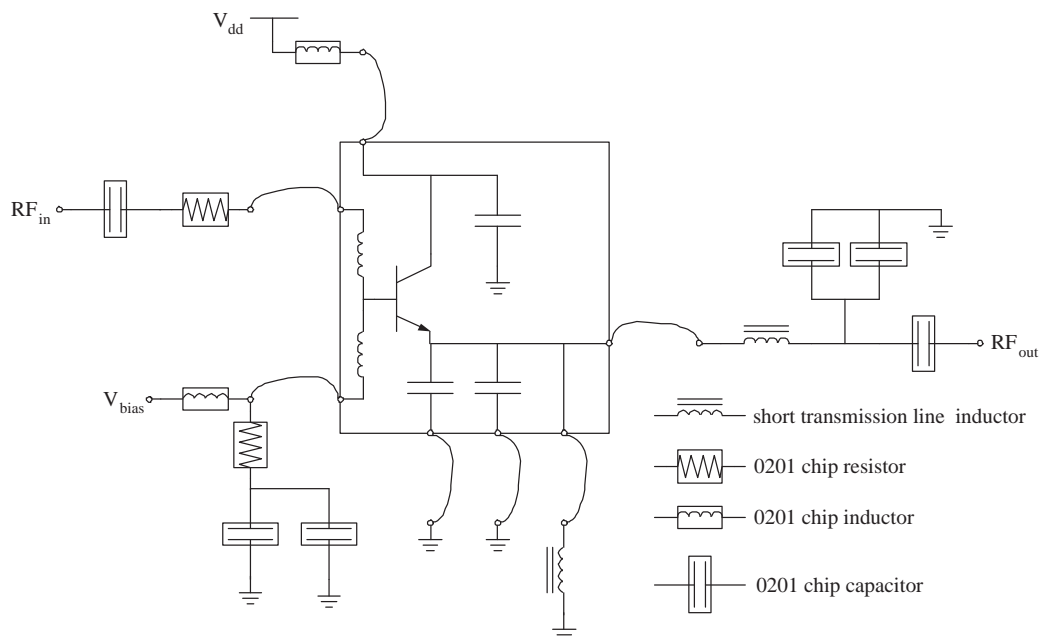 V_dd
RF_in
RF_out
V_bias
short transmission line inductor
0201 chip resistor
0201 chip inductor
0201 chip capacitor